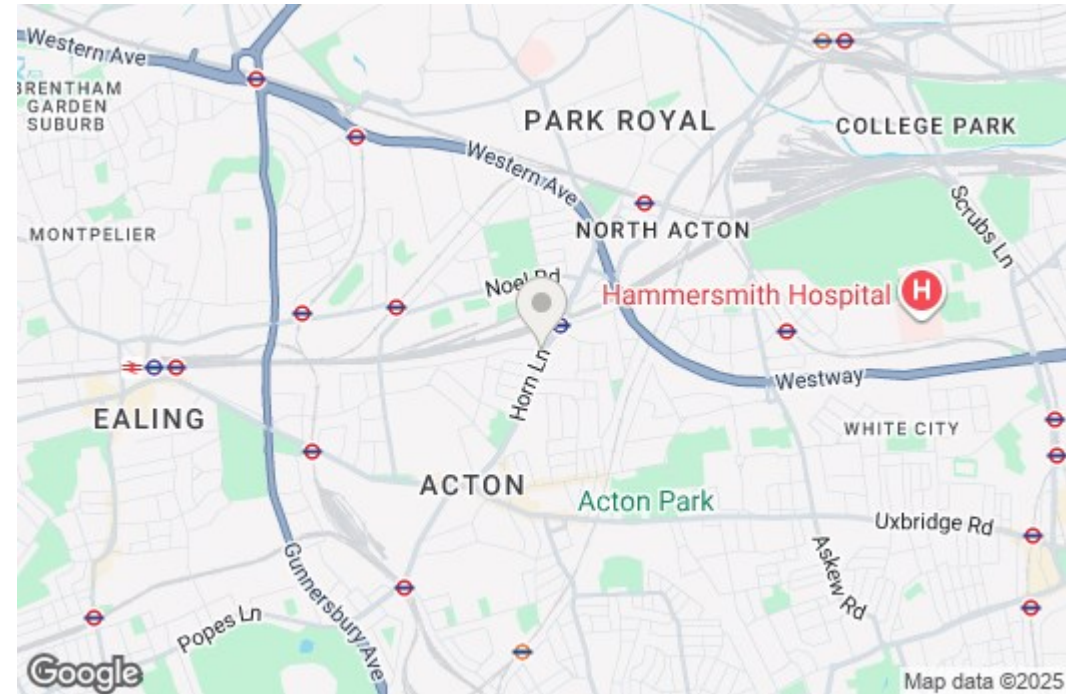 Western Ave
BRENTHAM
GARDEN
SUBURB
PARK ROYAL
COLLEGE PARK
Western Ave
Scrubs Ln
MONTPELIER
NORTH ACTON
Noel Rd
Hammersmith Hospital
H
Horn Ln
Westway
EALING
WHITE CITY
ACTON
Acton Park
Uxbridge Rd
Askew Rd
Gunnersbury Ave
Popes Ln
Google
Map data ©2025